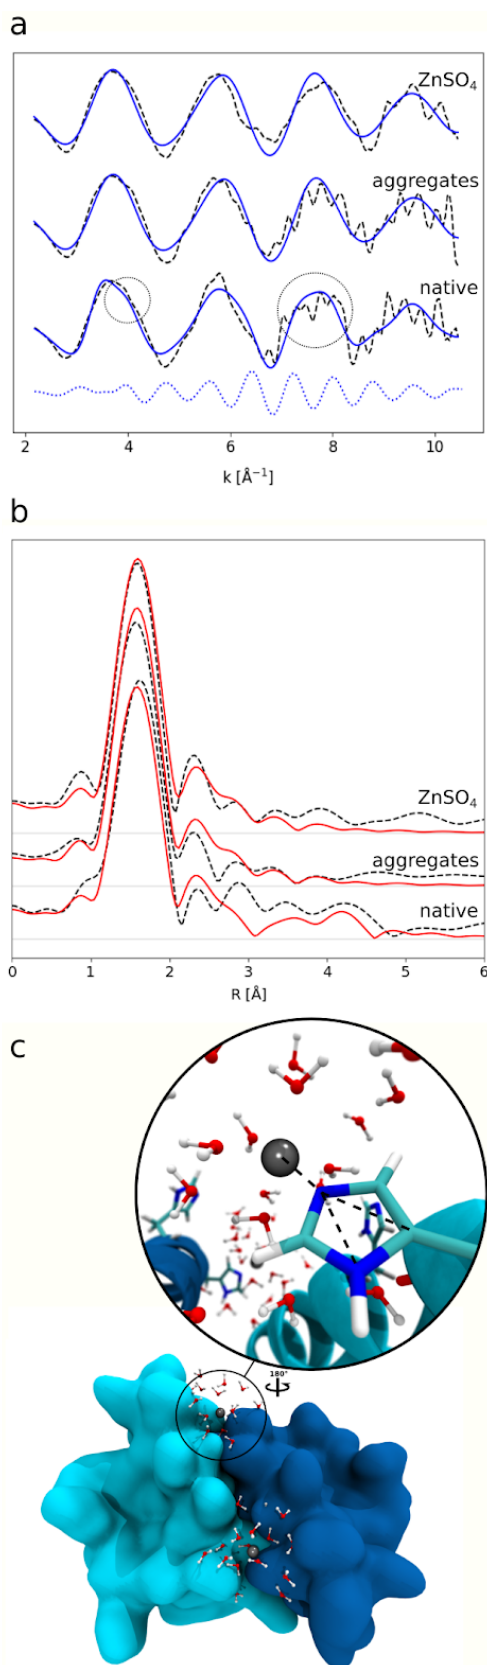 a
ZnSO₄
aggregates
native
2 4 6 8 10
k [Å⁻¹]
b
ZnSO₄
aggregates
native
0 1 2 3 4 5 6
R [Å]
c
180°